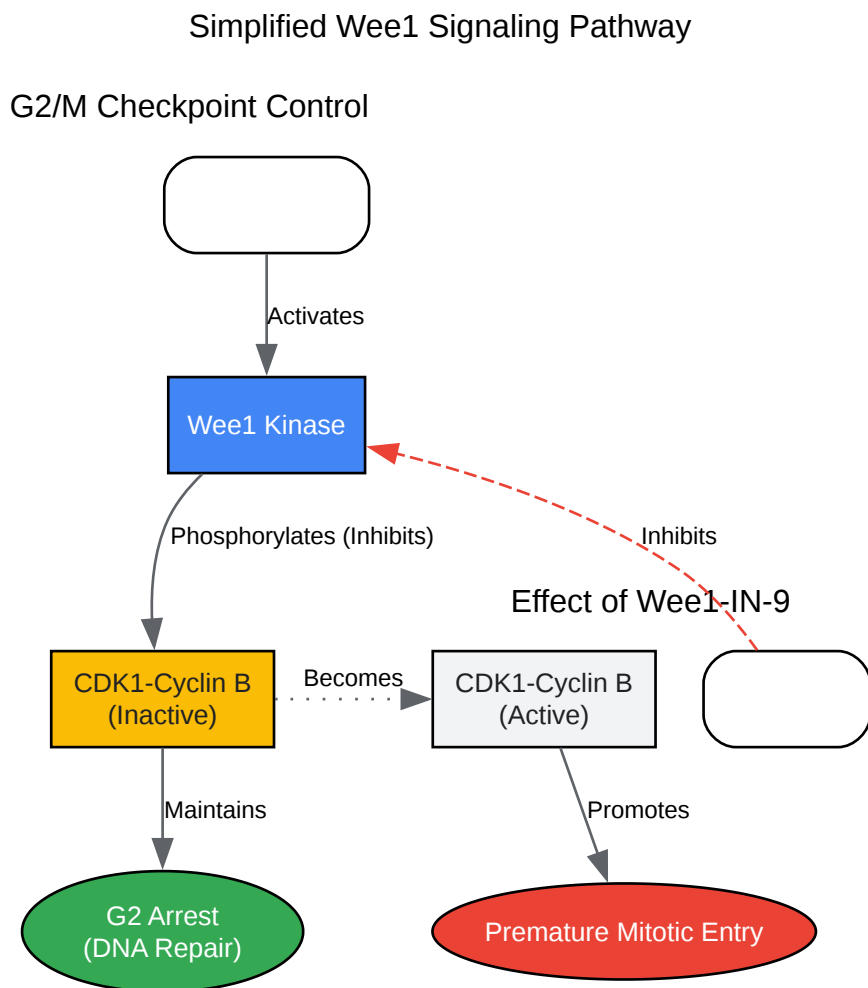 Simplified Wee1 Signaling Pathway
G2/M Checkpoint Control
Activates
Wee1 Kinase
Phosphorylates (Inhibits)
Inhibits
Effect of Wee1-IN-9
CDK1-Cyclin B
(Inactive)
Becomes
CDK1-Cyclin B
(Active)
Maintains
Promotes
G2 Arrest
(DNA Repair)
Premature Mitotic Entry